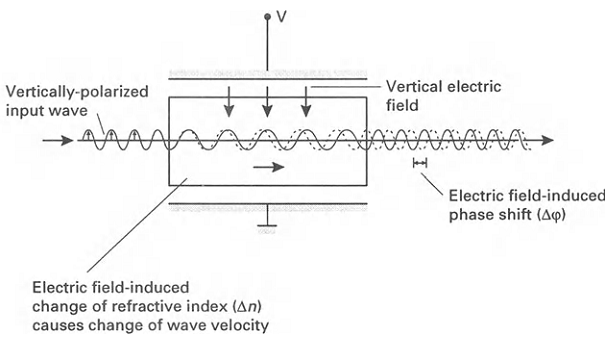 V
Vertically-polarized
input wave
Vertical electric
field
Electric field-induced
phase shift (Δφ)
Electric field-induced
change of refractive index (Δn)
causes change of wave velocity